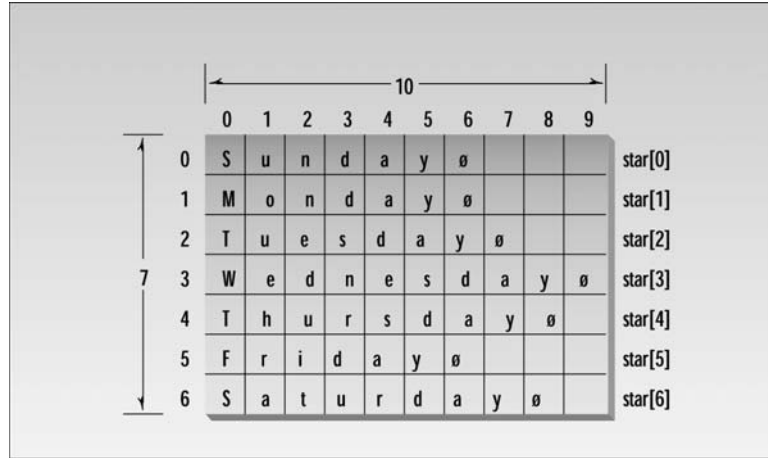 10
0 1 2 3 4 5 6 7 8 9
0 S u n d a y ø star[0]
1 M o n d a y ø star[1]
2 T u e s d a y ø star[2]
7 3 W e d n e s d a y ø star[3]
4 T h u r s d a y ø star[4]
5 F r i d a y ø star[5]
6 S a t u r d a y ø star[6]